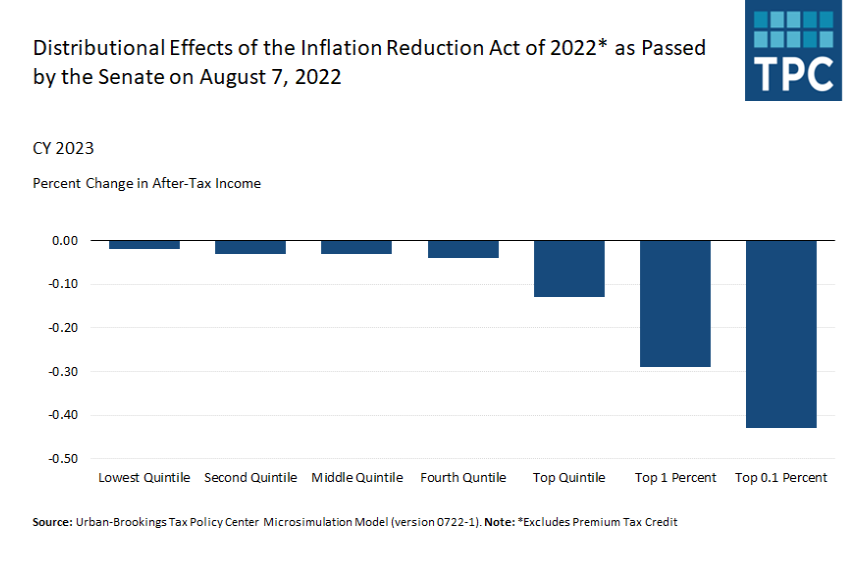 Distributional Effects of the Inflation Reduction Act of 2022* as Passed
by the Senate on August 7, 2022
TPC
CY 2023
Percent Change in After-Tax Income
0.00
-0.10
-0.20
-0.30
-0.40
-0.50
Lowest Quintile Second Quintile Middle Quintile Fourth Quntile Top Quintile Top 1 Percent Top 0.1 Percent
Source: Urban-Brookings Tax Policy Center Microsimulation Model (version 0722-1). Note: *Excludes Premium Tax Credit